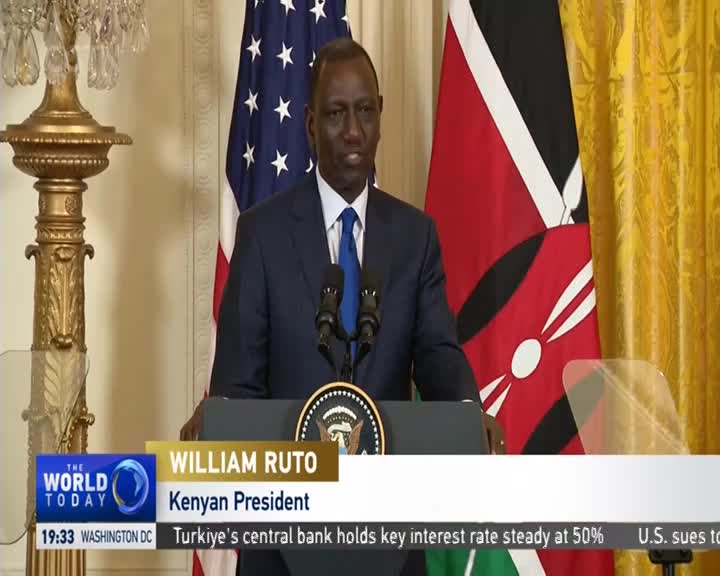 WILLIAM RUTO
THE
WORLD
TODAY
Kenyan President
19:33 WASHINGTON DC
Turkiye's central bank holds key interest rate steady at 50% U.S. sues to